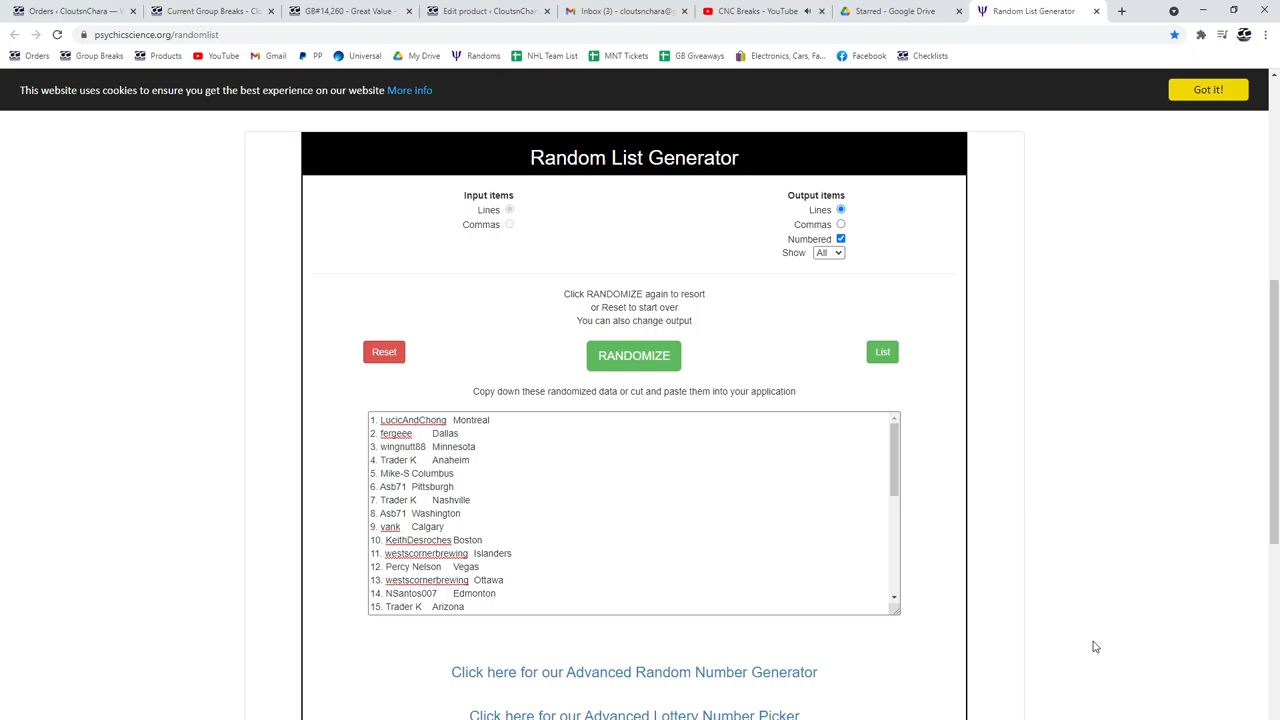 Orders ‹ CloutsnChara — W
Current Group Breaks - Clo
GB#14,260 - Great Value -
Edit product ‹ CloutsnChar
Inbox (3) - cloutsnchara@g
CNC Breaks - YouTube
Starred - Google Drive
Random List Generator
psychicscience.org/randomlist
Orders
Group Breaks
Products
YouTube
Gmail
PP
Universal
My Drive
Randoms
NHL Team List
MNT Tickets
GB Giveaways
Electronics, Cars, Fa...
Facebook
Checklists
This website uses cookies to ensure you get the best experience on our website More info
Got it!
Random List Generator
Input items
Lines
Commas
Output items
Lines
Commas
Numbered
Show All
Click RANDOMIZE again to resort
or Reset to start over
You can also change output
Reset
RANDOMIZE
List
Copy down these randomized data or cut and paste them into your application
1. LucicAndChong Montreal
2. fergeee Dallas
3. wingnutt88 Minnesota
4. Trader K Anaheim
5. Mike-S Columbus
6. Asb71 Pittsburgh
7. Trader K Nashville
8. Asb71 Washington
9. vank Calgary
10. KeithDesroches Boston
11. westscornerbrewing Islanders
12. Percy Nelson Vegas
13. westscornerbrewing Ottawa
14. NSantos007 Edmonton
15. Trader K Arizona
Click here for our Advanced Random Number Generator
Click here for our Advanced Lottery Number Picker